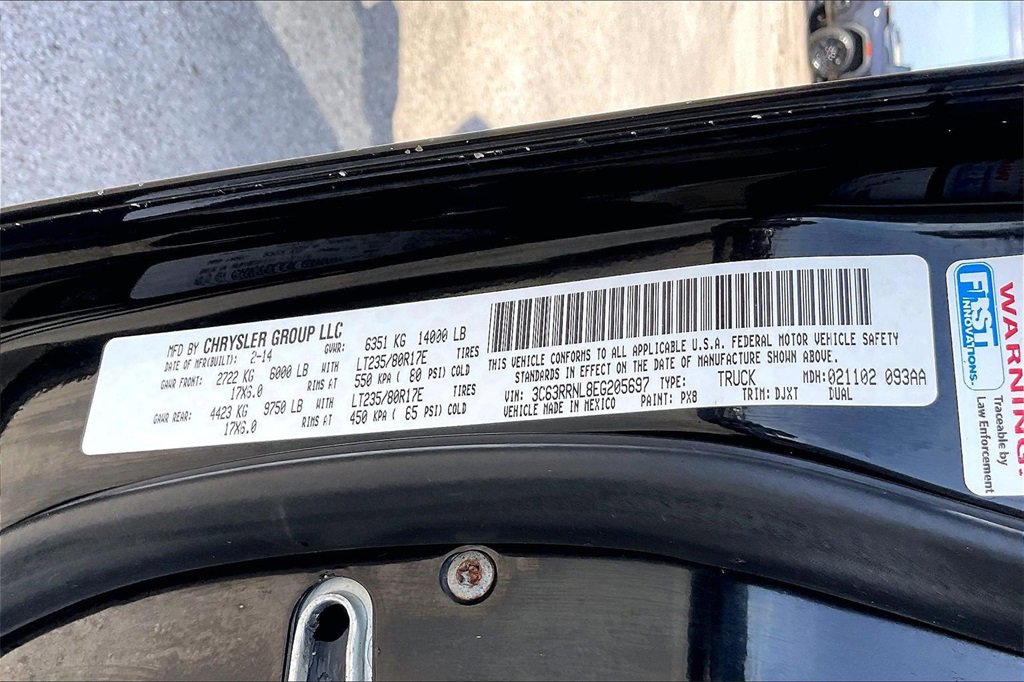 MFD BY CHRYSLER GROUP LLC
DATE OF MFR(BUILT): 2-14 GVWR: 6351 KG 14000 LB
GAWR FRONT: 2722 KG 6000 LB WITH LT235/80R17E TIRES
17X6.0 RIMS AT 550 KPA ( 80 PSI) COLD
GAWR REAR: 4423 KG 9750 LB WITH LT235/80R17E TIRES
17X6.0 RIMS AT 450 KPA ( 65 PSI) COLD
THIS VEHICLE CONFORMS TO ALL APPLICABLE U.S.A. FEDERAL MOTOR VEHICLE SAFETY
STANDARDS IN EFFECT ON THE DATE OF MANUFACTURE SHOWN ABOVE.
VIN: 3C63RRNL8EG205697 TYPE: TRUCK MDH:021102 093AA
VEHICLE MADE IN MEXICO PAINT: PX8 TRIM: DJXT DUAL
INNOVATIONS
WARNING:
Traceable by
Law Enforcement